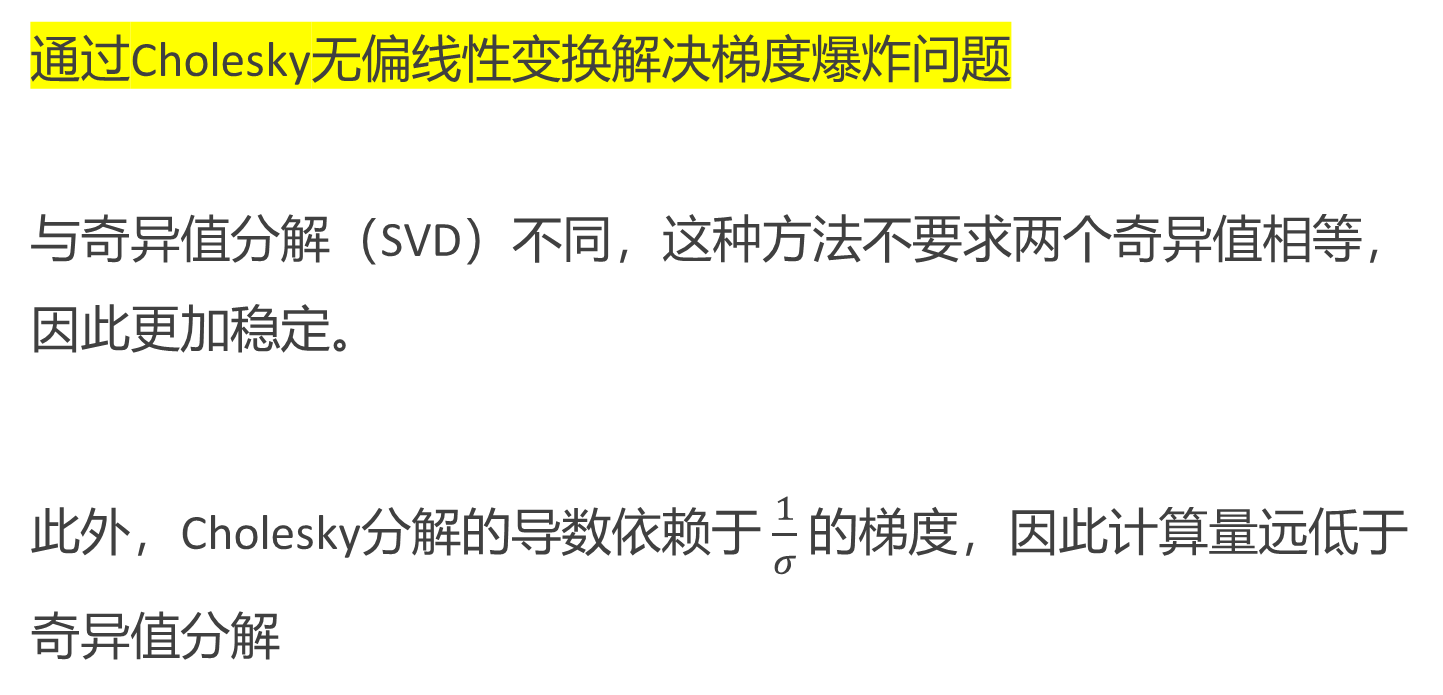 通过Cholesky无偏线性变换解决梯度爆炸问题
与奇异值分解（SVD）不同，这种方法不要求两个奇异值相等，
因此更加稳定。
此外，Cholesky分解的导数依赖于 1/σ 的梯度，因此计算量远低于
奇异值分解